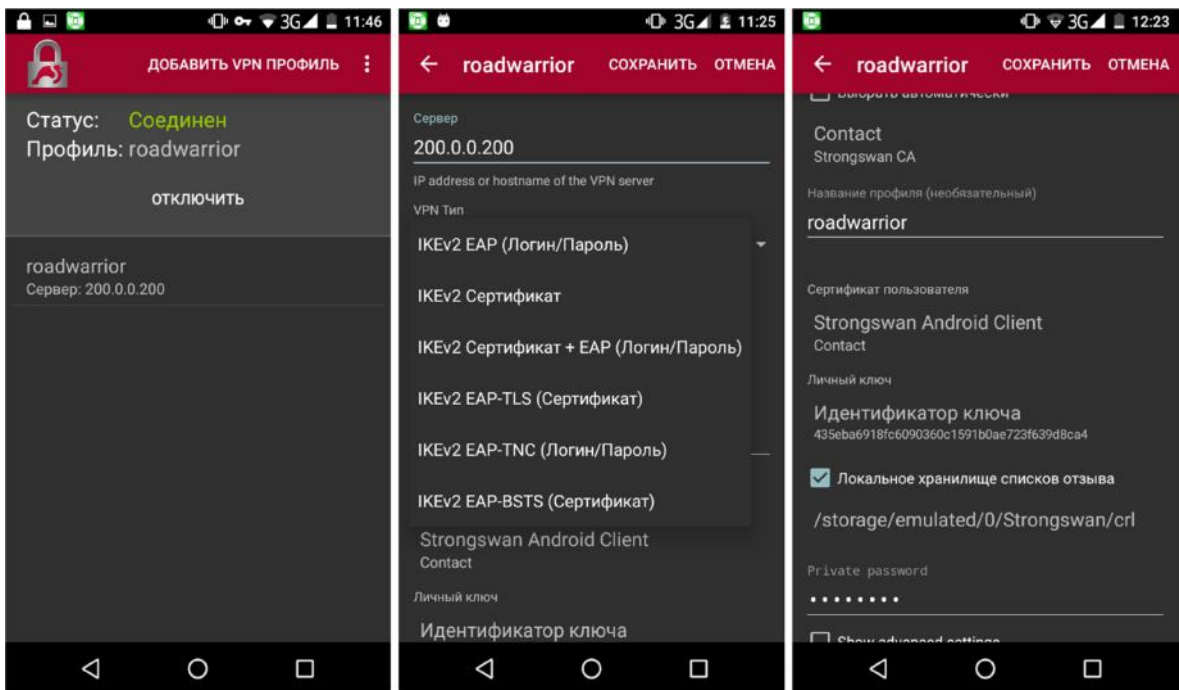 3G 11:46
ДОБАВИТЬ VPN ПРОФИЛЬ
Статус: Соединен
Профиль: roadwarrior
ОТКЛЮЧИТЬ
roadwarrior
Сервер: 200.0.0.200
3G 11:25
roadwarrior СОХРАНИТЬ ОТМЕНА
Сервер
200.0.0.200
IP address or hostname of the VPN server
VPN Тип
IKEv2 EAP (Логин/Пароль)
IKEv2 Сертификат
IKEv2 Сертификат + EAP (Логин/Пароль)
IKEv2 EAP-TLS (Сертификат)
IKEv2 EAP-TNC (Логин/Пароль)
IKEv2 EAP-BSTS (Сертификат)
Strongswan Android Client
Contact
Личный ключ
Идентификатор ключа
3G 12:23
roadwarrior СОХРАНИТЬ ОТМЕНА
Выбрать автоматически
Contact
Strongswan CA
Название профиля (необязательный)
roadwarrior
Сертификат пользователя
Strongswan Android Client
Contact
Личный ключ
Идентификатор ключа
435eba6918fc6090360c1591b0ae723f639d8ca4
Локальное хранилище списков отзыва
/storage/emulated/0/Strongswan/crl
Private password
Show advanced settings